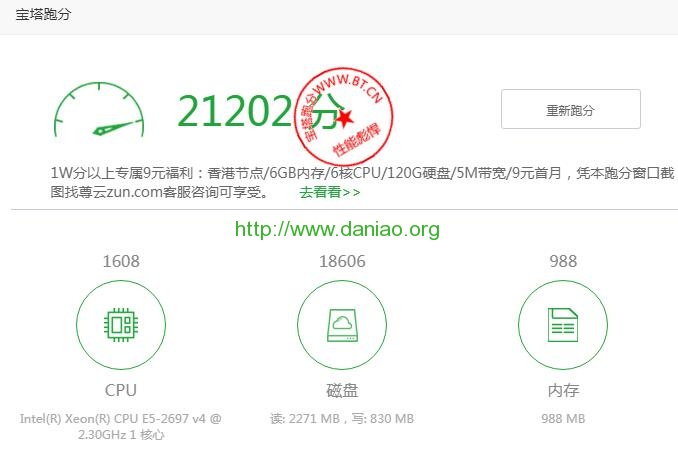 宝塔跑分
21202 分
宝塔跑分WWW.BT.CN
性能彪悍
重新跑分
1W分以上专属9元福利：香港节点/6GB内存/6核CPU/120G硬盘/5M带宽/9元首月，凭本跑分窗口截
图找尊云zun.com客服咨询可享受。 去看看>>
http://www.daniao.org
1608 18606 988
CPU 磁盘 内存
Intel(R) Xeon(R) CPU E5-2697 v4 @ 读: 2271 MB , 写: 830 MB 988 MB
2.30GHz 1 核心